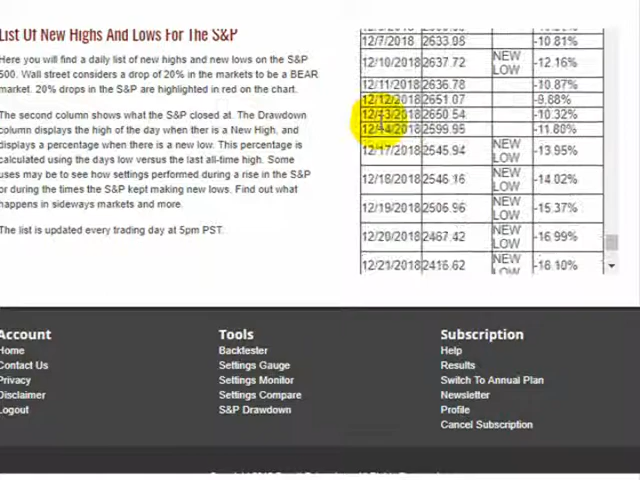 List Of New Highs And Lows For The S&P
Here you will find a daily list of new highs and new lows on the S&P
500. Wall street considers a drop of 20% in the markets to be a BEAR
market. 20% drops in the S&P are highlighted in red on the chart.
The second column shows what the S&P closed at. The Drawdown
column displays the high of the day when ther is a New High, and
displays a percentage when there is a new low. This percentage is
calculated using the days low versus the last all-time high. Some
uses may be to see how settings performed during a rise in the S&P
or during the times the S&P kept making new lows. Find out what
happens in sideways markets and more.
The list is updated every trading day at 5pm PST.
12/7/2018 2633.08 -10.81%
12/10/2018 2637.72 NEW LOW -12.16%
12/11/2018 2636.78 -10.87%
12/12/2018 2651.07 -9.88%
12/13/2018 2650.54 -10.32%
12/14/2018 2599.95 -11.80%
12/17/2018 2545.94 NEW LOW -13.95%
12/18/2018 2546.16 NEW LOW -14.02%
12/19/2018 2506.96 NEW LOW -15.37%
12/20/2018 2467.42 NEW LOW -16.99%
12/21/2018 2416.62 NEW LOW -18.10%
Account
Home
Contact Us
Privacy
Disclaimer
Logout
Tools
Backtester
Settings Gauge
Settings Monitor
Settings Compare
S&P Drawdown
Subscription
Help
Results
Switch To Annual Plan
Newsletter
Profile
Cancel Subscription